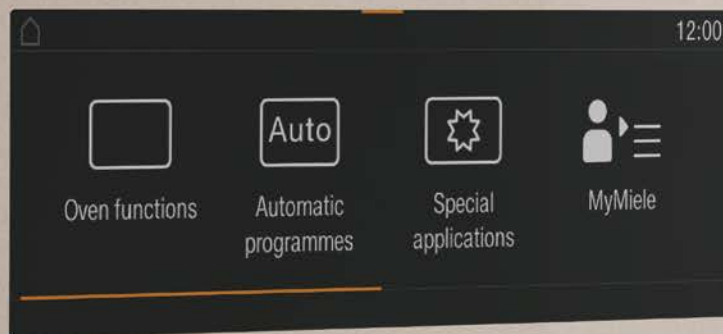 12:00
Auto
Oven functions
Automatic
programmes
Special
applications
MyMiele